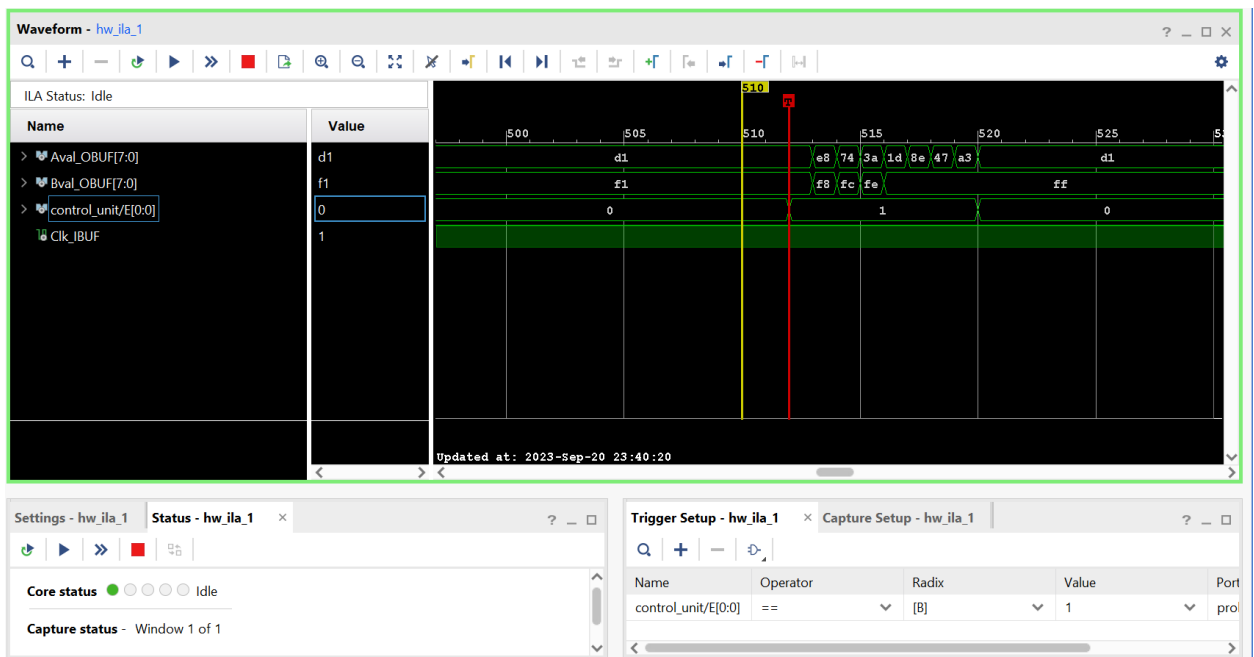 Waveform - hw_ila_1
? _
ILA Status: Idle
Name Value
Aval_OBUF[7:0] d1
Bval_OBUF[7:0] f1
control_unit/E[0:0] 0
Clk_IBUF 1
510
T
500 505 510 515 520 525 53
d1 e8 74 3a 1d 8e 47 a3 d1
f1 f8 fc fe ff
0 1 0
Updated at: 2023-Sep-20 23:40:20
Settings - hw_ila_1 Status - hw_ila_1 × ? _
Core status Idle
Capture status - Window 1 of 1
Trigger Setup - hw_ila_1 × Capture Setup - hw_ila_1 ? _
Name Operator Radix Value Port
control_unit/E[0:0] == [B] 1 pro